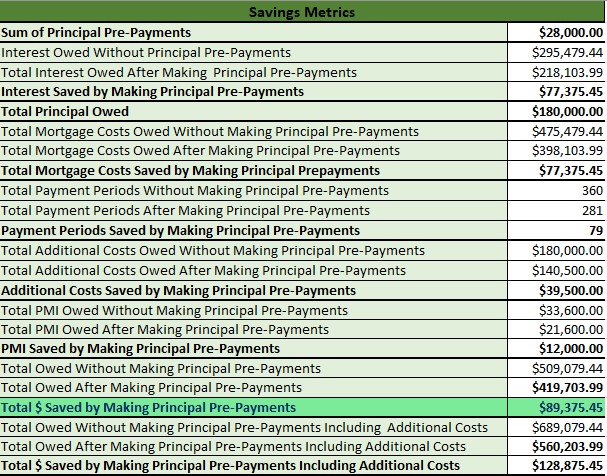 Savings Metrics
Sum of Principal Pre-Payments $28,000.00
Interest Owed Without Principal Pre-Payments $295,479.44
Total Interest Owed After Making Principal Pre-Payments $218,103.99
Interest Saved by Making Principal Pre-Payments $77,375.45
Total Principal Owed $180,000.00
Total Mortgage Costs Owed Without Making Principal Pre-Payments $475,479.44
Total Mortgage Costs Owed After Making Principal Pre-Payments $398,103.99
Total Mortgage Costs Saved by Making Principal Prepayments $77,375.45
Total Payment Periods Without Making Principal Pre-Payments 360
Total Payment Periods After Making Principal Pre-Payments 281
Payment Periods Saved by Making Principal Pre-Payments 79
Total Additional Costs Owed Without Making Principal Pre-Payments $180,000.00
Total Additional Costs Owed After Making Principal Pre-Payments $140,500.00
Additional Costs Saved by Making Principal Pre-Payments $39,500.00
Total PMI Owed Without Making Principal Pre-Payments $33,600.00
Total PMI Owed After Making Principal Pre-Payments $21,600.00
PMI Saved by Making Principal Pre-Payments $12,000.00
Total Owed Without Making Principal Pre-Payments $509,079.44
Total Owed After Making Principal Pre-Payments $419,703.99
Total $ Saved by Making Principal Pre-Payments $89,375.45
Total Owed Without Making Principal Pre-Payments Including Additional Costs $689,079.44
Total Owed After Making Principal Pre-Payments Including Additional Costs $560,203.99
Total $ Saved by Making Principal Pre-Payments Including Additional Costs $128,875.45